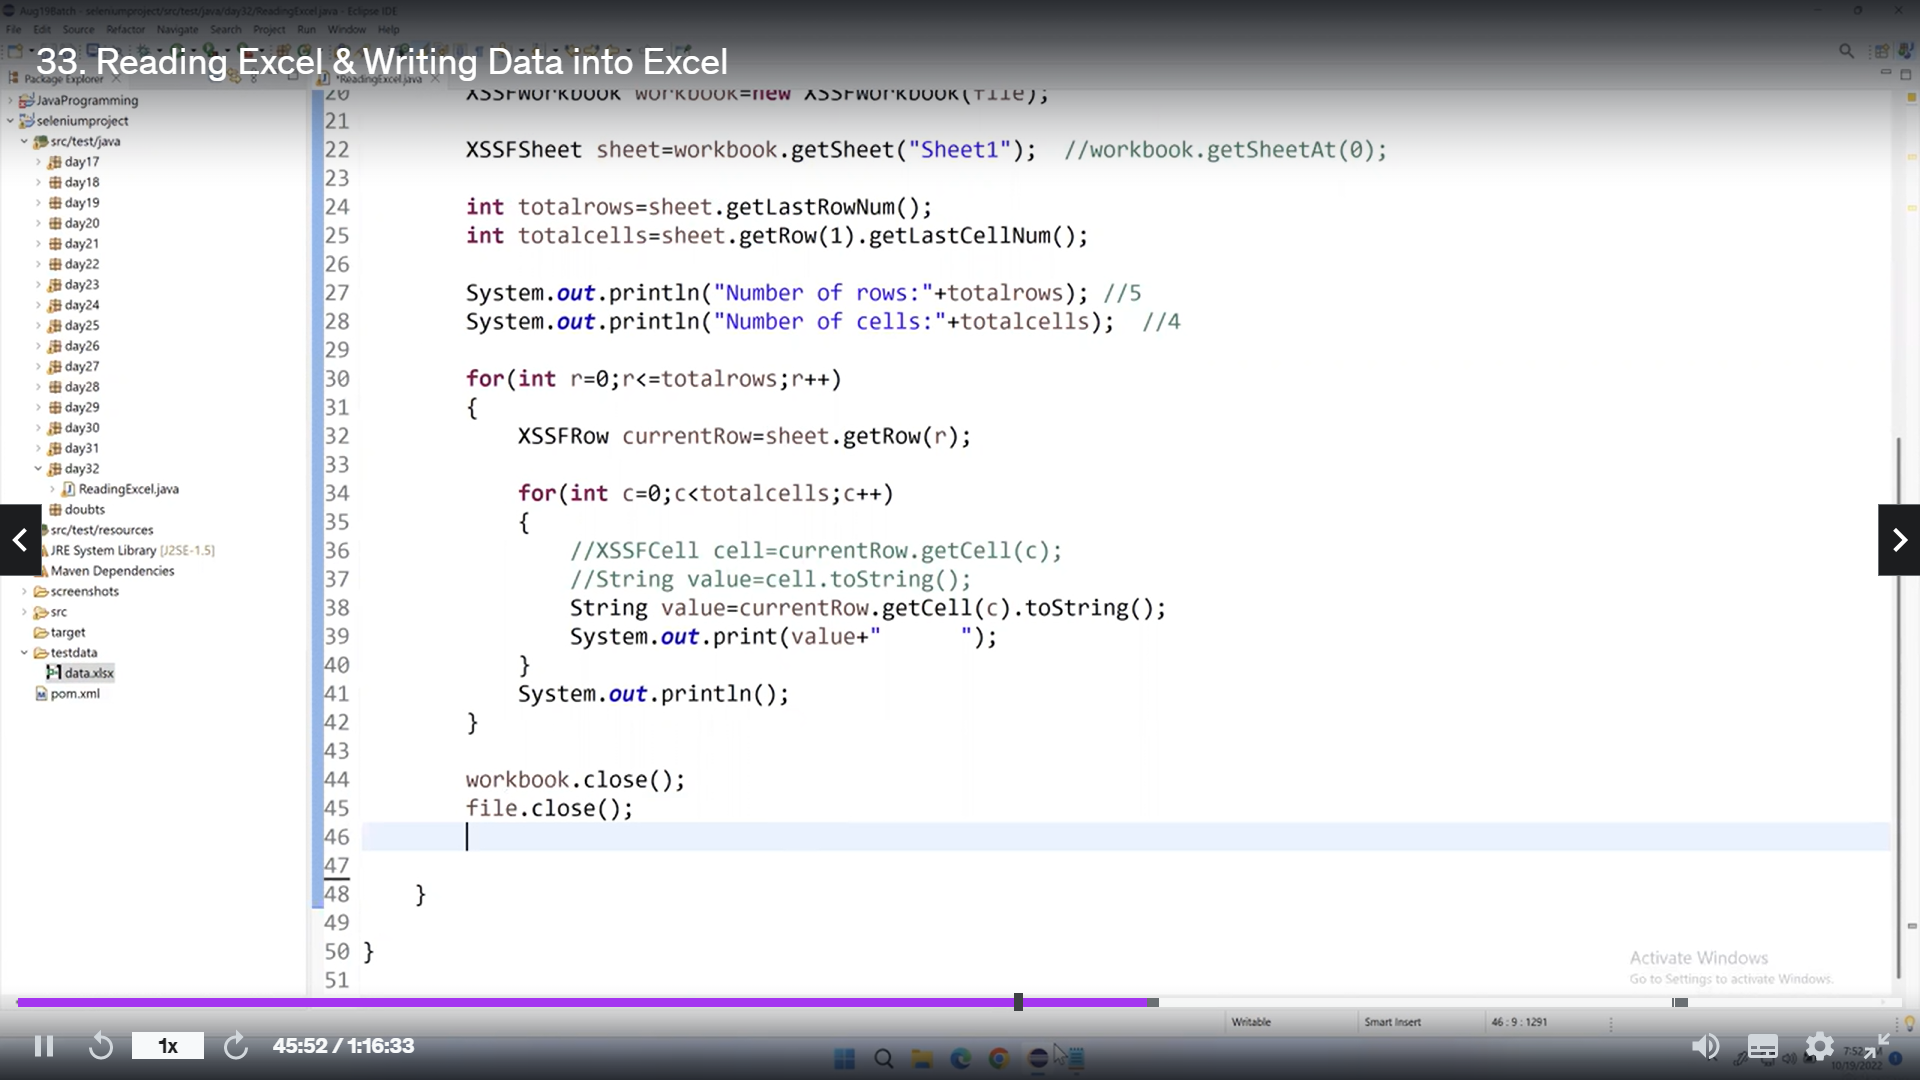 Aug19Batch - seleniumproject/src/test/java/day32/ReadingExcel.java - Eclipse IDE
File Edit Source Refactor Navigate Search Project Run Window Help
33. Reading Excel & Writing Data into Excel
Package Explorer
*ReadingExcel.java
JavaProgramming
seleniumproject
src/test/java
day17
day18
day19
day20
day21
day22
day23
day24
day25
day26
day27
day28
day29
day30
day31
day32
ReadingExcel.java
doubts
src/test/resources
JRE System Library [J2SE-1.5]
Maven Dependencies
screenshots
src
target
testdata
data.xlsx
pom.xml
20 XSSFWorkbook workbook=new XSSFWorkbook(file);
21
22 XSSFSheet sheet=workbook.getSheet("Sheet1"); //workbook.getSheetAt(0);
23
24 int totalrows=sheet.getLastRowNum();
25 int totalcells=sheet.getRow(1).getLastCellNum();
26
27 System.out.println("Number of rows:"+totalrows); //5
28 System.out.println("Number of cells:"+totalcells); //4
29
30 for(int r=0;r<=totalrows;r++)
31 {
32 XSSFRow currentRow=sheet.getRow(r);
33
34 for(int c=0;c<totalcells;c++)
35 {
36 //XSSFCell cell=currentRow.getCell(c);
37 //String value=cell.toString();
38 String value=currentRow.getCell(c).toString();
39 System.out.print(value+"      ");
40 }
41 System.out.println();
42 }
43
44 workbook.close();
45 file.close();
46
47
48 }
49
50 }
51
Activate Windows
Go to Settings to activate Windows.
Writable
Smart Insert
46 : 9 : 1291
1x
45:52 / 1:16:33
10/19/2022